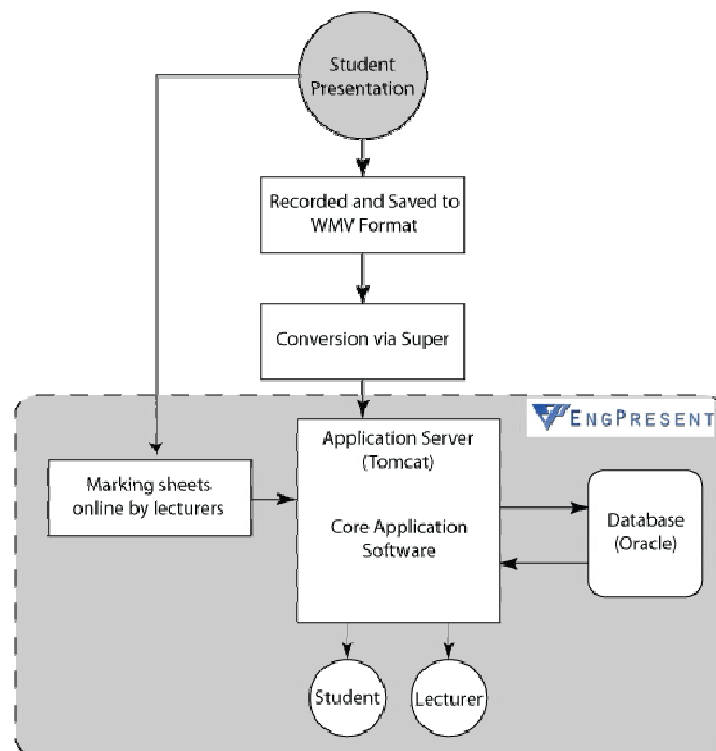 Student
Presentation
Recorded and Saved to
WMV Format
Conversion via Super
ENGPRESENT
Application Server
(Tomcat)
Marking sheets
online by lecturers
Core Application
Software
Database
(Oracle)
Student
Lecturer